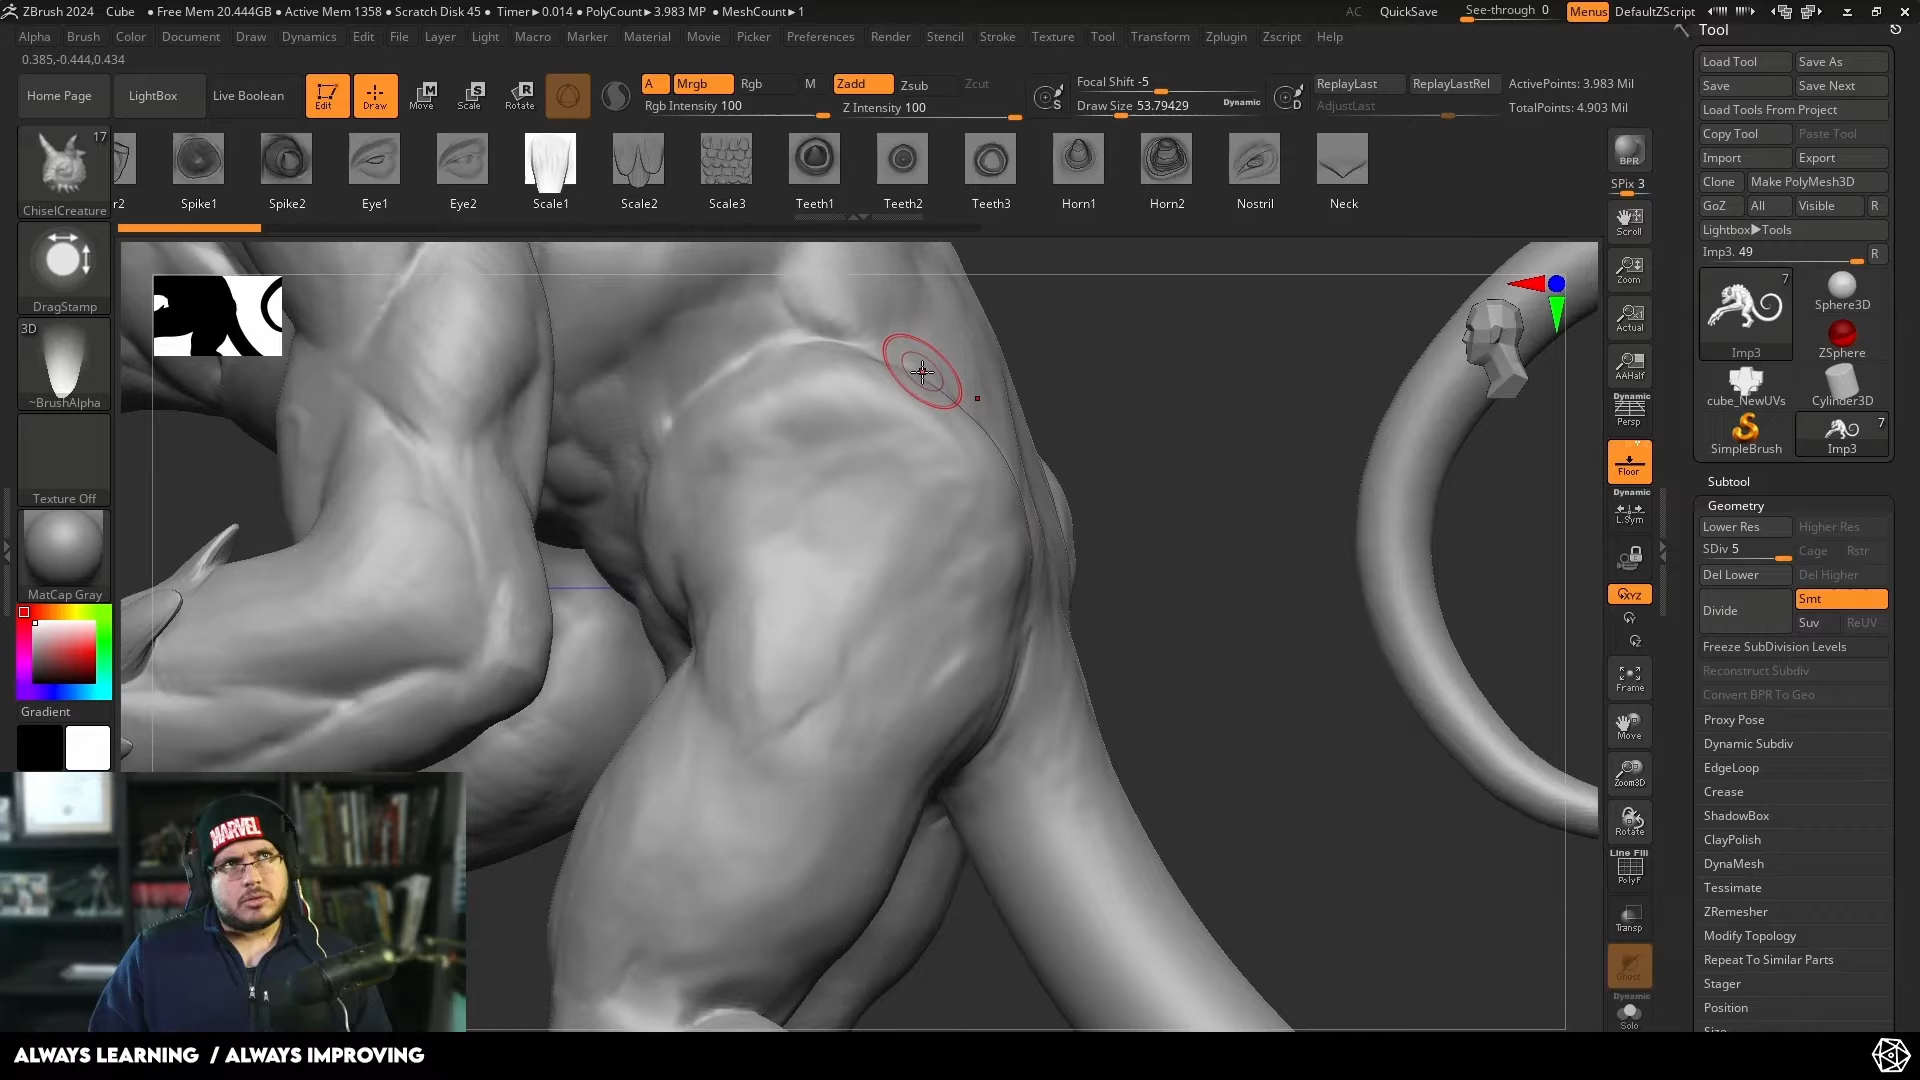 ZBrush 2024 Cube • Free Mem 20.444GB • Active Mem 1358 • Scratch Disk 45 • Timer▸0.014 • PolyCount▸3.983 MP • MeshCount▸1 AC QuickSave See-through 0 Menus DefaultZScript
Alpha Brush Color Document Draw Dynamics Edit File Layer Light Macro Marker Material Movie Picker Preferences Render Stencil Stroke Texture Tool Transform Zplugin Zscript Help
0.385,-0.444,0.434
Home Page LightBox Live Boolean Edit Draw Move Scale Rotate
A Mrgb Rgb M Zadd Zsub Zcut
Rgb Intensity 100 Z Intensity 100
Focal Shift -5
Draw Size 53.79429 Dynamic
S D
ReplayLast ReplayLastRel
AdjustLast
ActivePoints: 3.983 Mil
TotalPoints: 4.903 Mil
r2 Spike1 Spike2 Eye1 Eye2 Scale1 Scale2 Scale3 Teeth1 Teeth2 Teeth3 Horn1 Horn2 Nostril Neck
17
ChiselCreature
DragStamp
3D
~BrushAlpha
Texture Off
MatCap Gray
Gradient
MARVEL
BPR
SPix 3
Scroll
Zoom
Actual
AAHalf
Dynamic
Persp
Floor
Dynamic
L.Sym
XYZ
Y
Z
Frame
Move
Zoom3D
Rotate
Line Fill
PolyF
Transp
Ghost
Dynamic
Solo
Tool
Load Tool Save As
Save Save Next
Load Tools From Project
Copy Tool Paste Tool
Import Export
Clone Make PolyMesh3D
GoZ All Visible R
Lightbox▸Tools
Imp3. 49 R
7
Imp3
Sphere3D
ZSphere
cube_NewUVs Cylinder3D
7
SimpleBrush Imp3
Subtool
Geometry
Lower Res Higher Res
SDiv 5 Cage Rstr
Del Lower Del Higher
Divide Smt
Suv ReUV
Freeze SubDivision Levels
Reconstruct Subdiv
Convert BPR To Geo
Proxy Pose
Dynamic Subdiv
EdgeLoop
Crease
ShadowBox
ClayPolish
DynaMesh
Tessimate
ZRemesher
Modify Topology
Repeat To Similar Parts
Stager
Position
ALWAYS LEARNING / ALWAYS IMPROVING